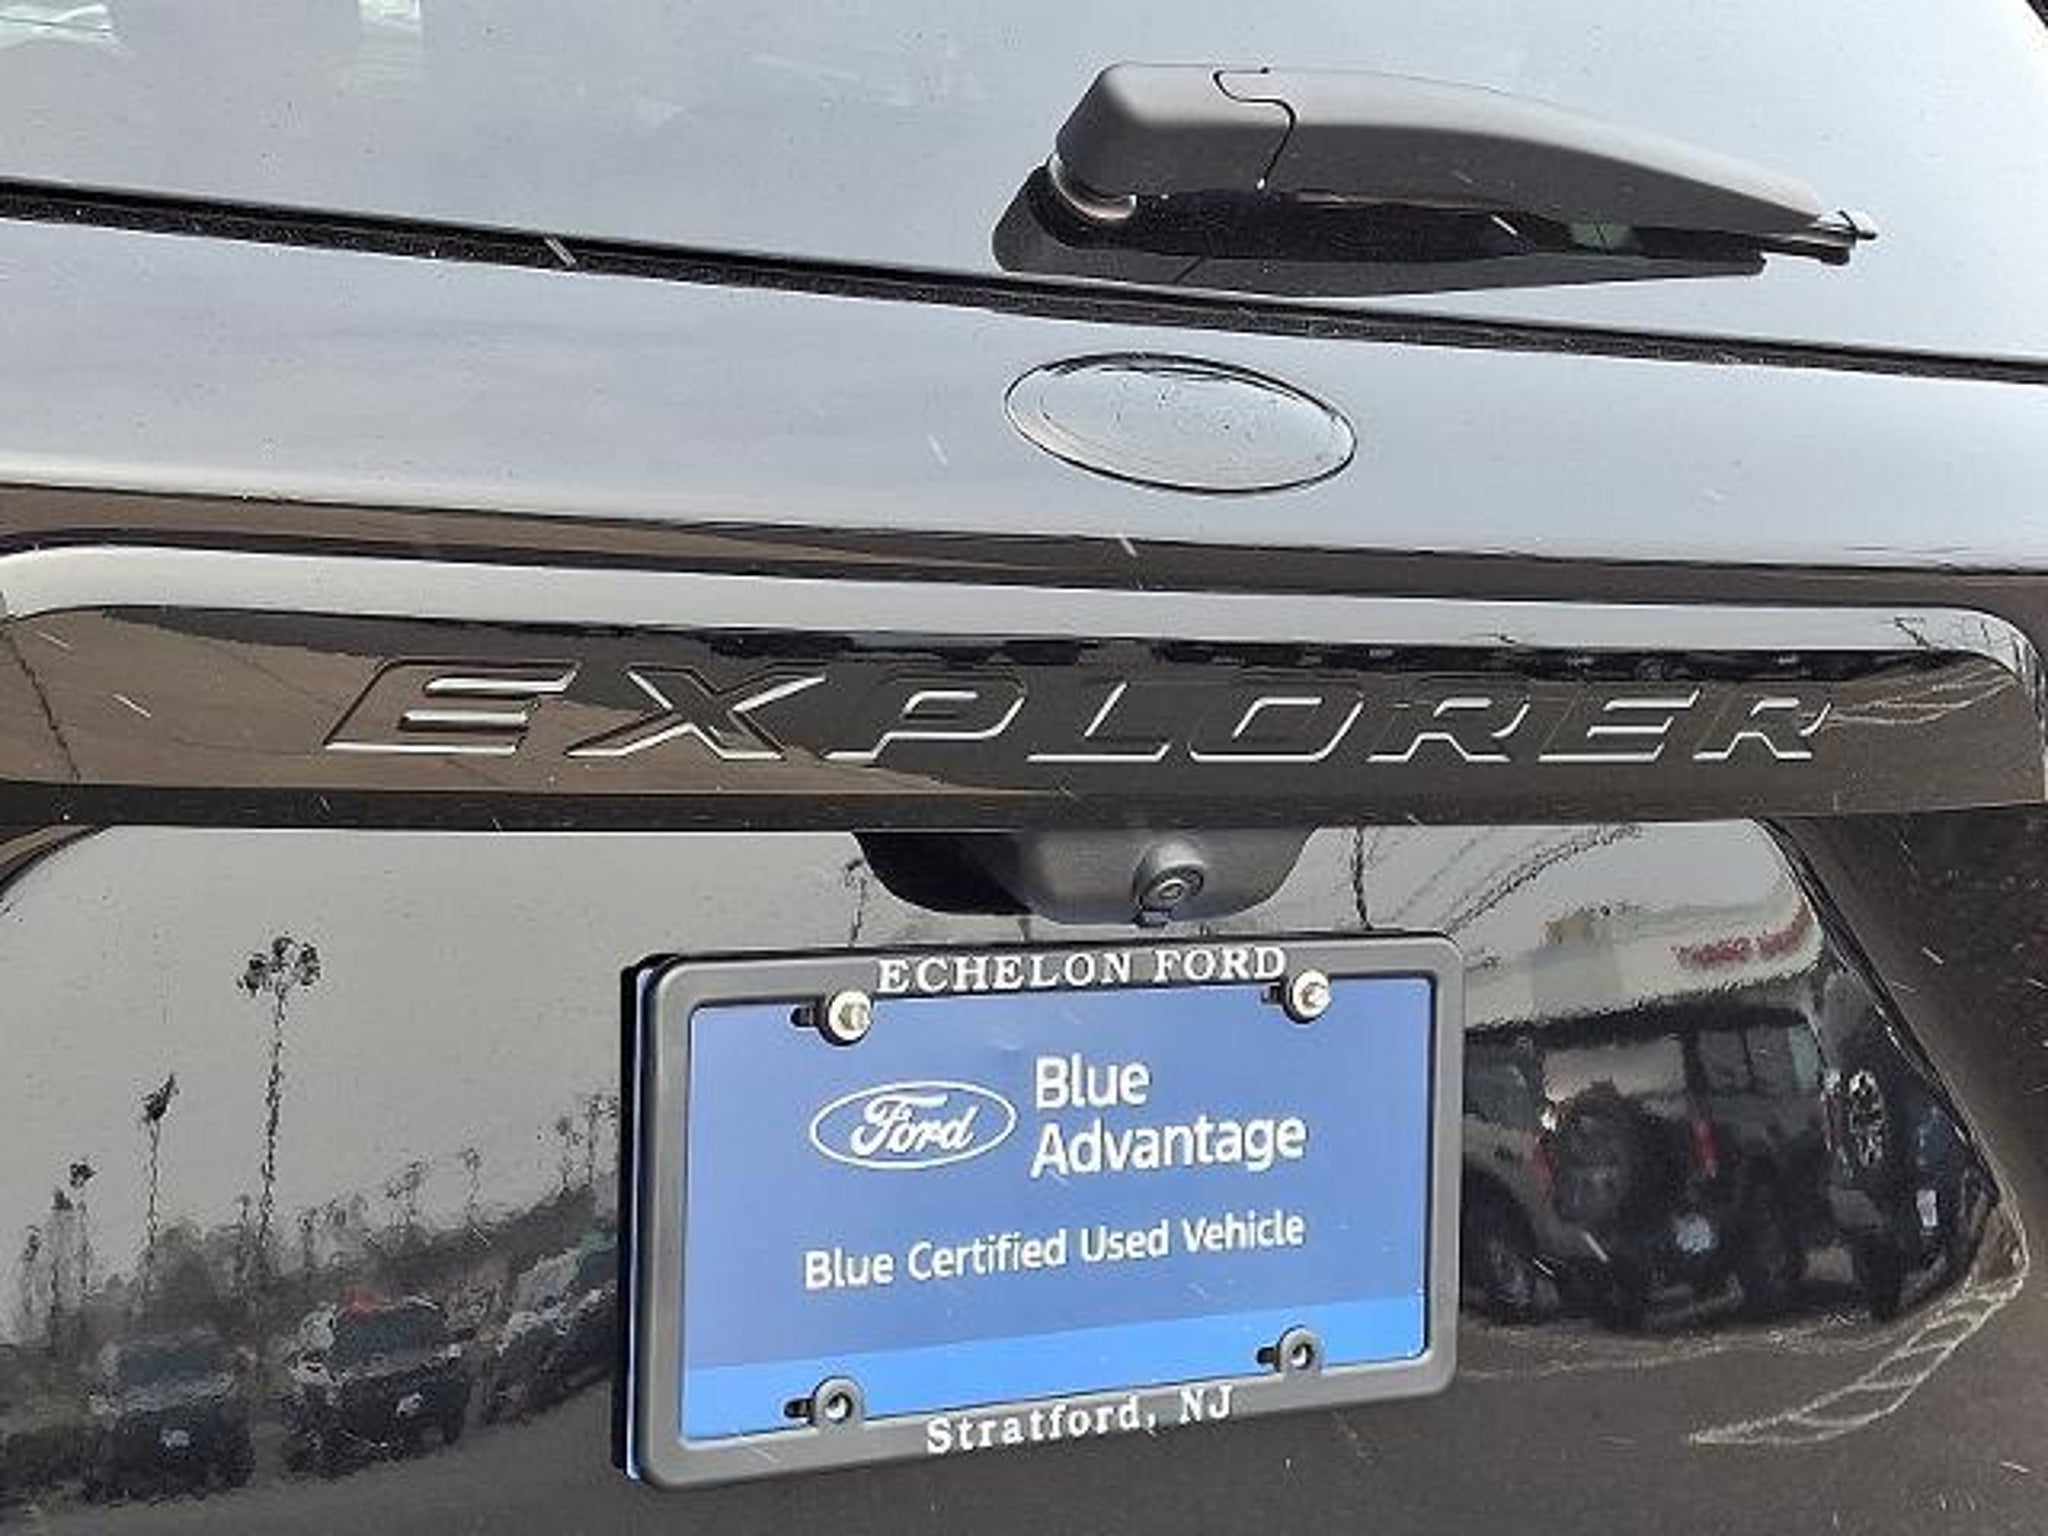 EXPLORER
ECHELON FORD
Ford
Blue
Advantage
Blue Certified Used Vehicle
Stratford, NJ